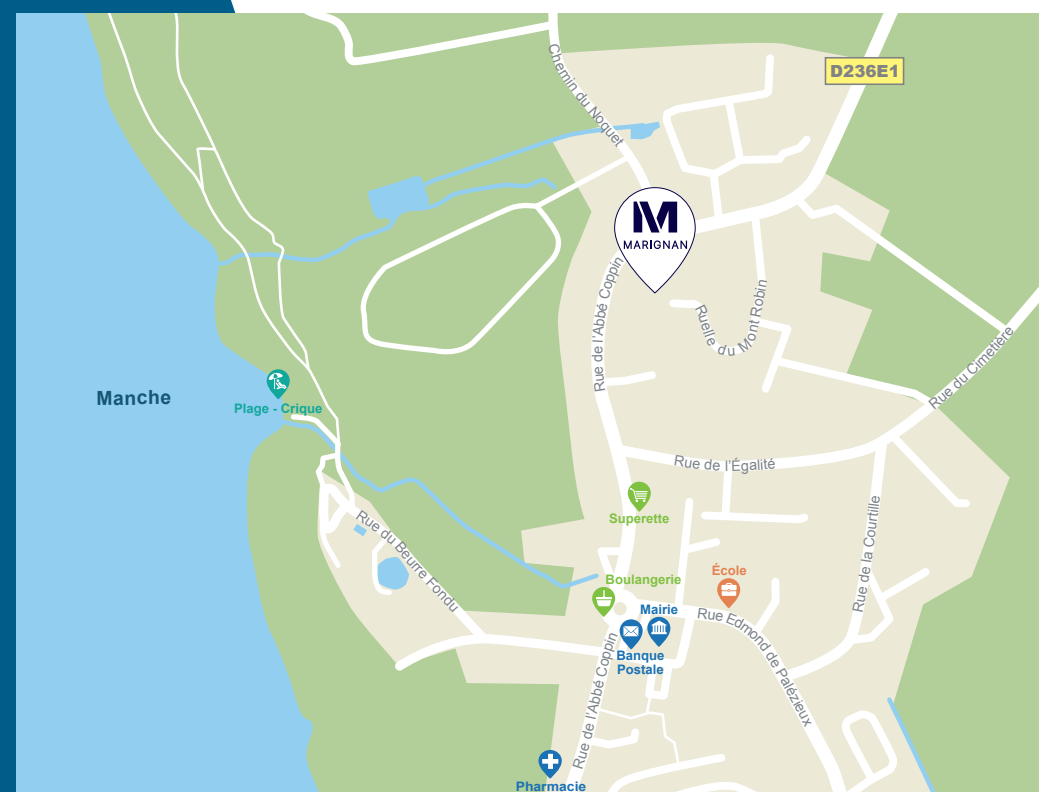 D236E1
Chemin du Noquet
M
MARIGNAN
Rue de l'Abbé Coppin
Ruelle du Mont Robin
Rue du Cimetière
Manche
Plage - Crique
Rue de l'Égalité
Superette
Rue de la Courtille
Rue du Beurre Fondu
Boulangerie
École
Mairie
Rue Edmond de Palézieux
Banque
Postale
Rue de l'Abbé Coppin
Pharmacie